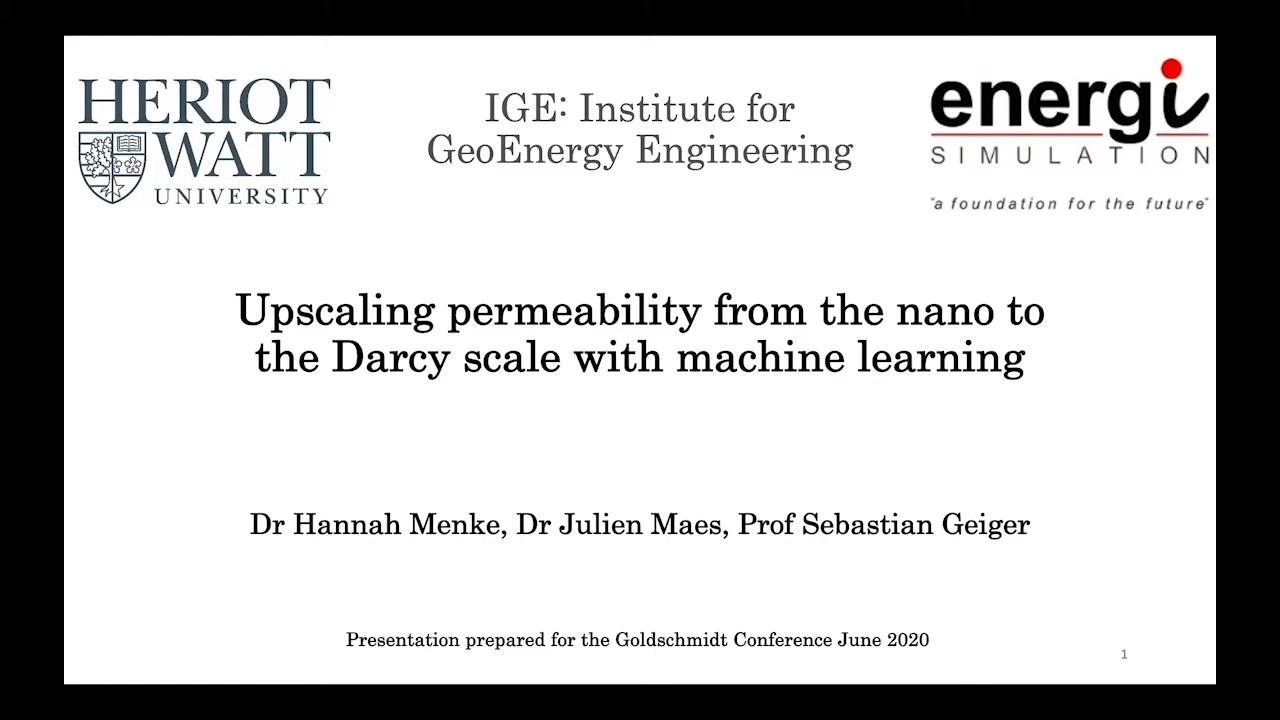 HERIOT
WATT
UNIVERSITY
IGE: Institute for
GeoEnergy Engineering
energi
SIMULATION
"a foundation for the future"
Upscaling permeability from the nano to
the Darcy scale with machine learning
Dr Hannah Menke, Dr Julien Maes, Prof Sebastian Geiger
Presentation prepared for the Goldschmidt Conference June 2020
1